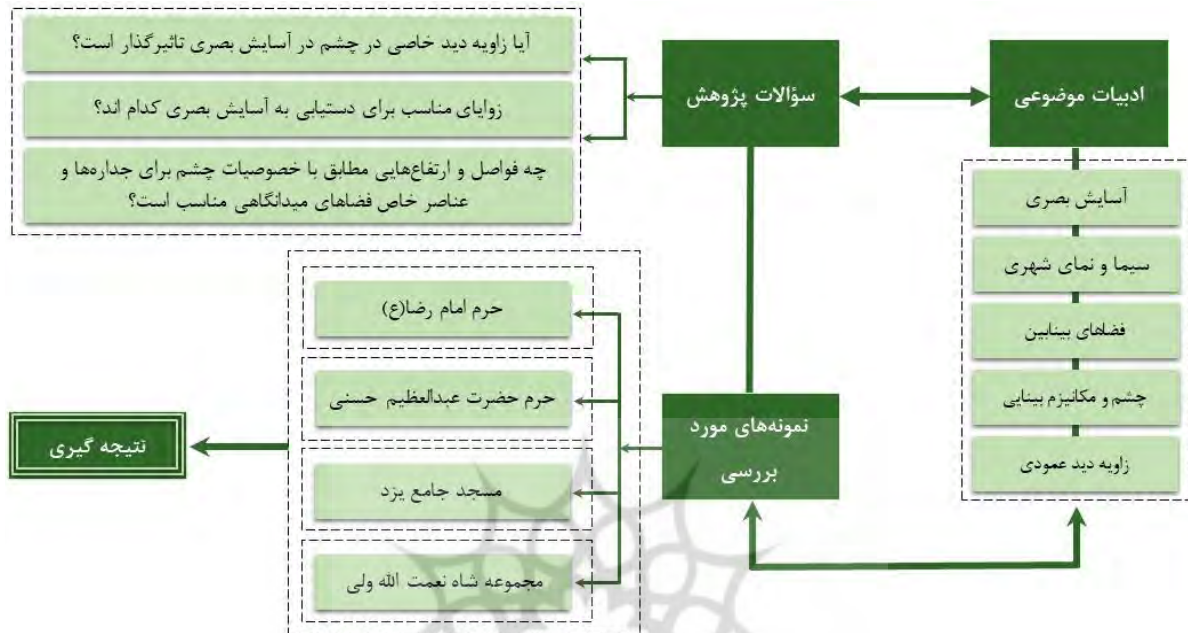 ادبیات موضوعی
آسایش بصری
سیما و نمای شهری
فضاهای بینابین
چشم و مکانیزم بینایی
زاویه دید عمودی
سؤالات پژوهش
آیا زاویه دید خاصی در چشم در آسایش بصری تاثیرگذار است؟
زوایای مناسب برای دستیابی به آسایش بصری کدام اند؟
چه فواصل و ارتفاع‌هایی مطابق با خصوصیات چشم برای جداره‌ها و
عناصر خاص فضاهای میدانگاهی مناسب است؟
نمونه‌های مورد
بررسی
حرم امام رضا(ع)
حرم حضرت عبدالعظیم حسنی
مسجد جامع یزد
مجموعه شاه نعمت الله ولی
نتیجه گیری